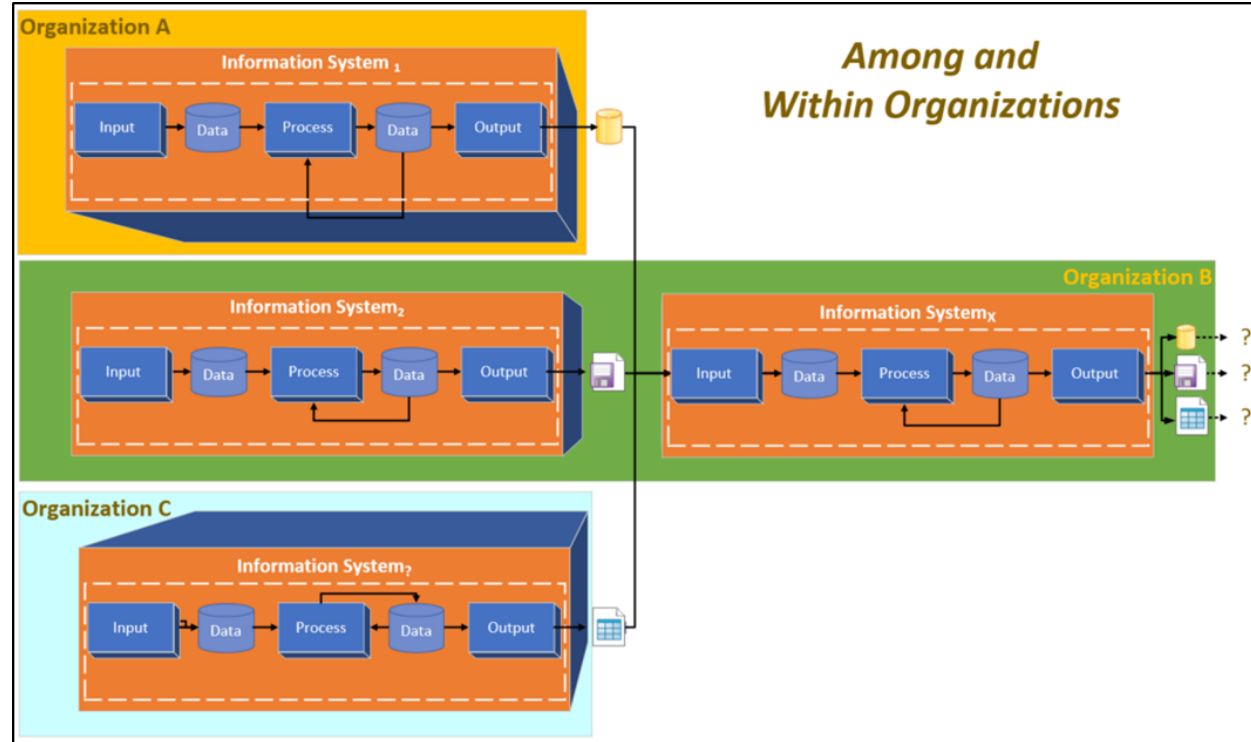 Organization A
Among and
Within Organizations
Information System 1
Input
Data
Process
Data
Output
Organization B
Information System2
Input
Data
Process
Data
Output
Information SystemX
Input
Data
Process
Data
Output
?
?
?
Organization C
Information System?
Input
Data
Process
Data
Output